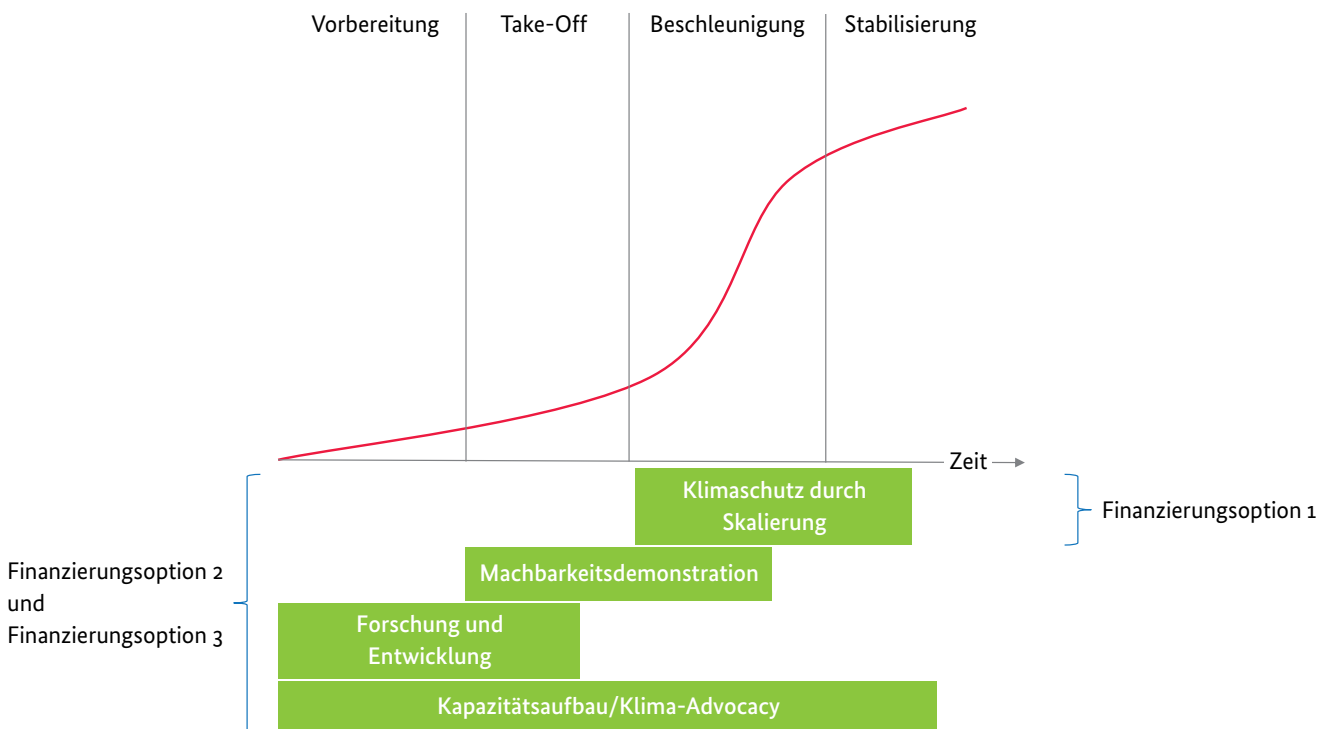 Vorbereitung
Take-Off
Beschleunigung
Stabilisierung
Zeit
Klimaschutz durch
Skalierung
Finanzierungsoption 1
Machbarkeitsdemonstration
Finanzierungsoption 2
und
Finanzierungsoption 3
Forschung und
Entwicklung
Kapazitätsaufbau/Klima-Advocacy